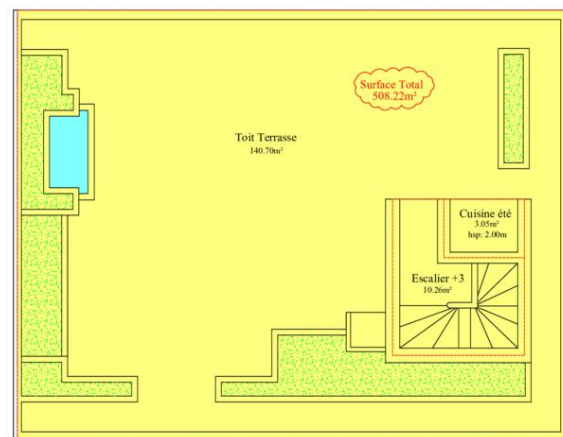 Surface Total
508.22m²
Toit Terrasse
140.70m²
Cuisine été
3.05m²
hsp: 2.00m
Escalier +3
10.26m²